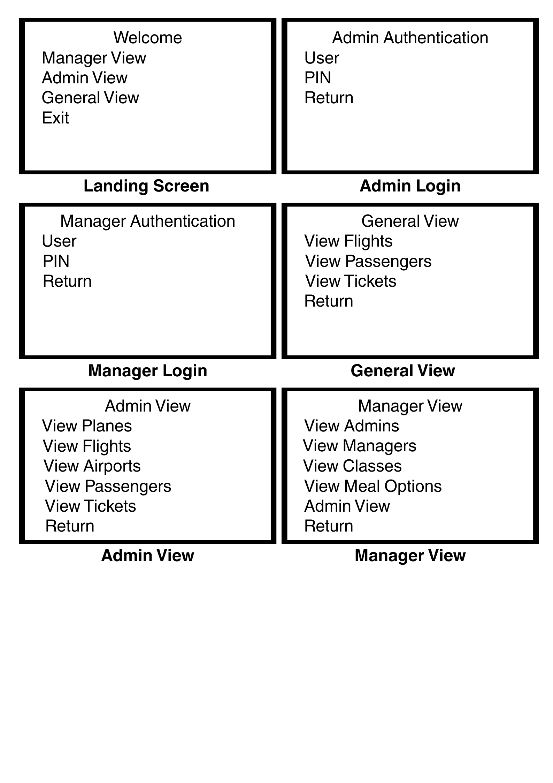 Welcome
Manager View
Admin View
General View
Exit
Landing Screen
Admin Authentication
User
PIN
Return
Admin Login
Manager Authentication
User
PIN
Return
Manager Login
General View
View Flights
View Passengers
View Tickets
Return
General View
Admin View
View Planes
View Flights
View Airports
View Passengers
View Tickets
Return
Admin View
Manager View
View Admins
View Managers
View Classes
View Meal Options
Admin View
Return
Manager View